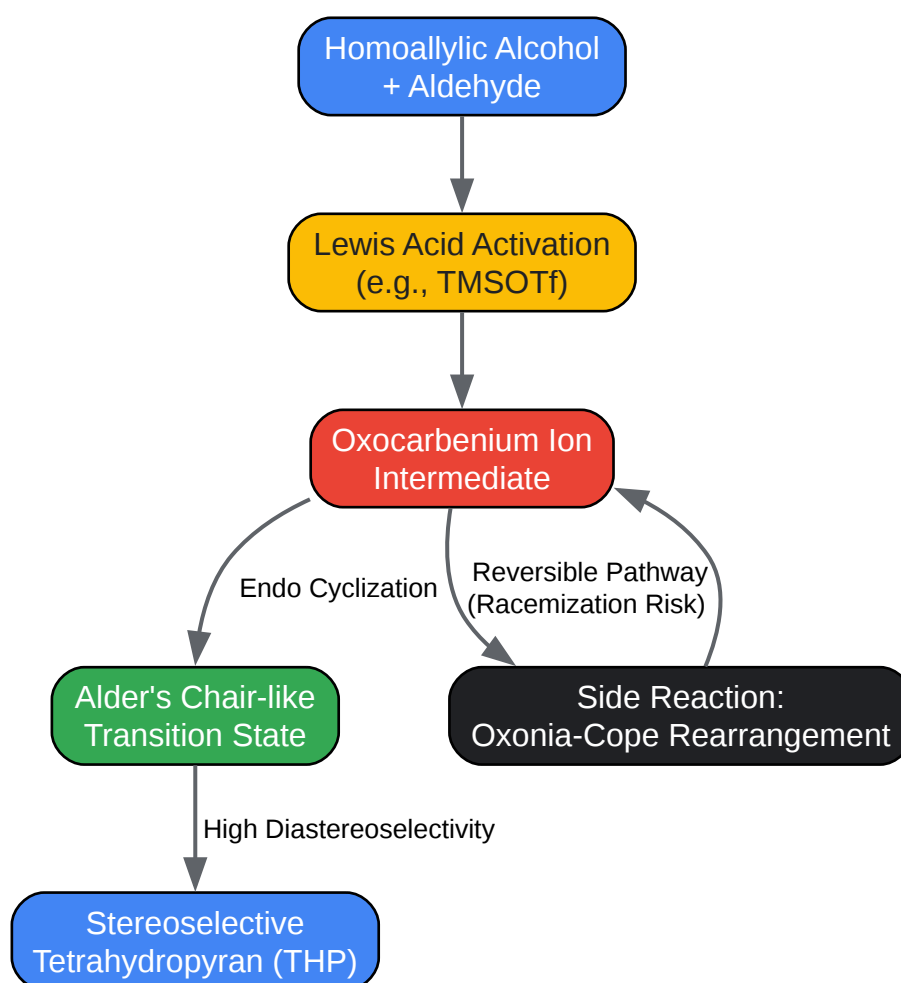 Homoallylic Alcohol
+ Aldehyde
Lewis Acid Activation
(e.g., TMSOTf)
Oxocarbenium Ion
Intermediate
Endo Cyclization
Reversible Pathway
(Racemization Risk)
Alder's Chair-like
Transition State
Side Reaction:
Oxonia-Cope Rearrangement
High Diastereoselectivity
Stereoselective
Tetrahydropyran (THP)